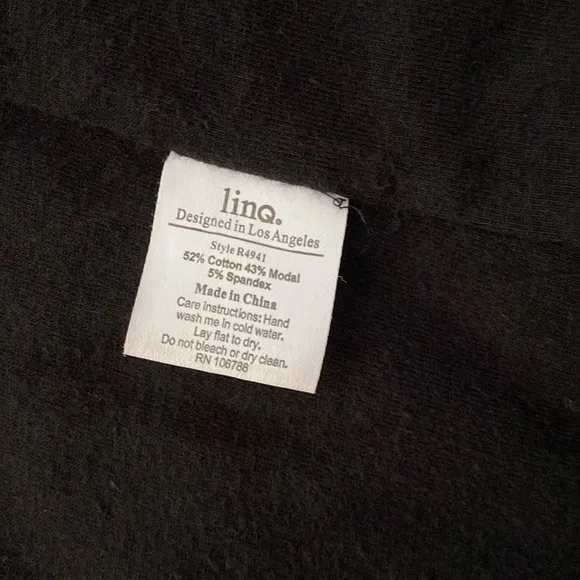 linQ.
Designed in Los Angeles
Style R4941
52% Cotton 43% Modal
5% Spandex
Made in China
Care instructions: Hand
wash me in cold water.
Lay flat to dry.
Do not bleach or dry clean.
RN 106788